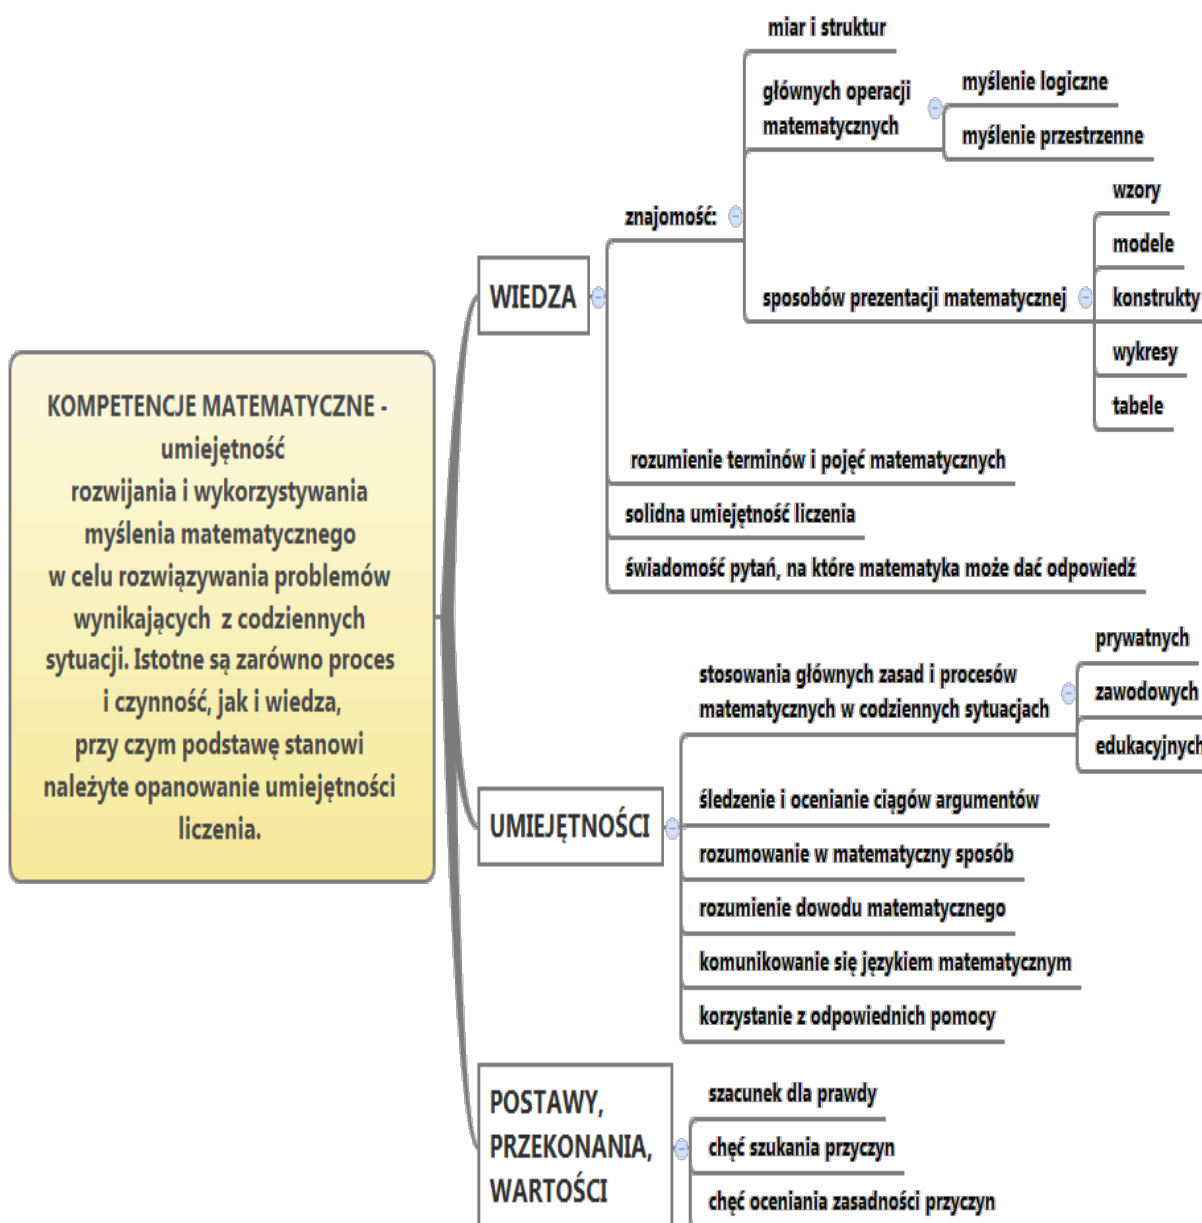 KOMPETENCJE MATEMATYCZNE -
umiejętność
rozwijania i wykorzystywania
myślenia matematycznego
w celu rozwiązywania problemów
wynikających z codziennych
sytuacji. Istotne są zarówno proces
i czynność, jak i wiedza,
przy czym podstawę stanowi
należyte opanowanie umiejętności
liczenia.
WIEDZA
znajomość:
miar i struktur
głównych operacji
matematycznych
myślenie logiczne
myślenie przestrzenne
sposobów prezentacji matematycznej
wzory
modele
konstrukty
wykresy
tabele
rozumienie terminów i pojęć matematycznych
solidna umiejętność liczenia
świadomość pytań, na które matematyka może dać odpowiedź
UMIEJĘTNOŚCI
stosowania głównych zasad i procesów
matematycznych w codziennych sytuacjach
prywatnych
zawodowych
edukacyjnych
śledzenie i ocenianie ciągów argumentów
rozumowanie w matematyczny sposób
rozumienie dowodu matematycznego
komunikowanie się językiem matematycznym
korzystanie z odpowiednich pomocy
POSTAWY,
PRZEKONANIA,
WARTOŚCI
szacunek dla prawdy
chęć szukania przyczyn
chęć oceniania zasadności przyczyn